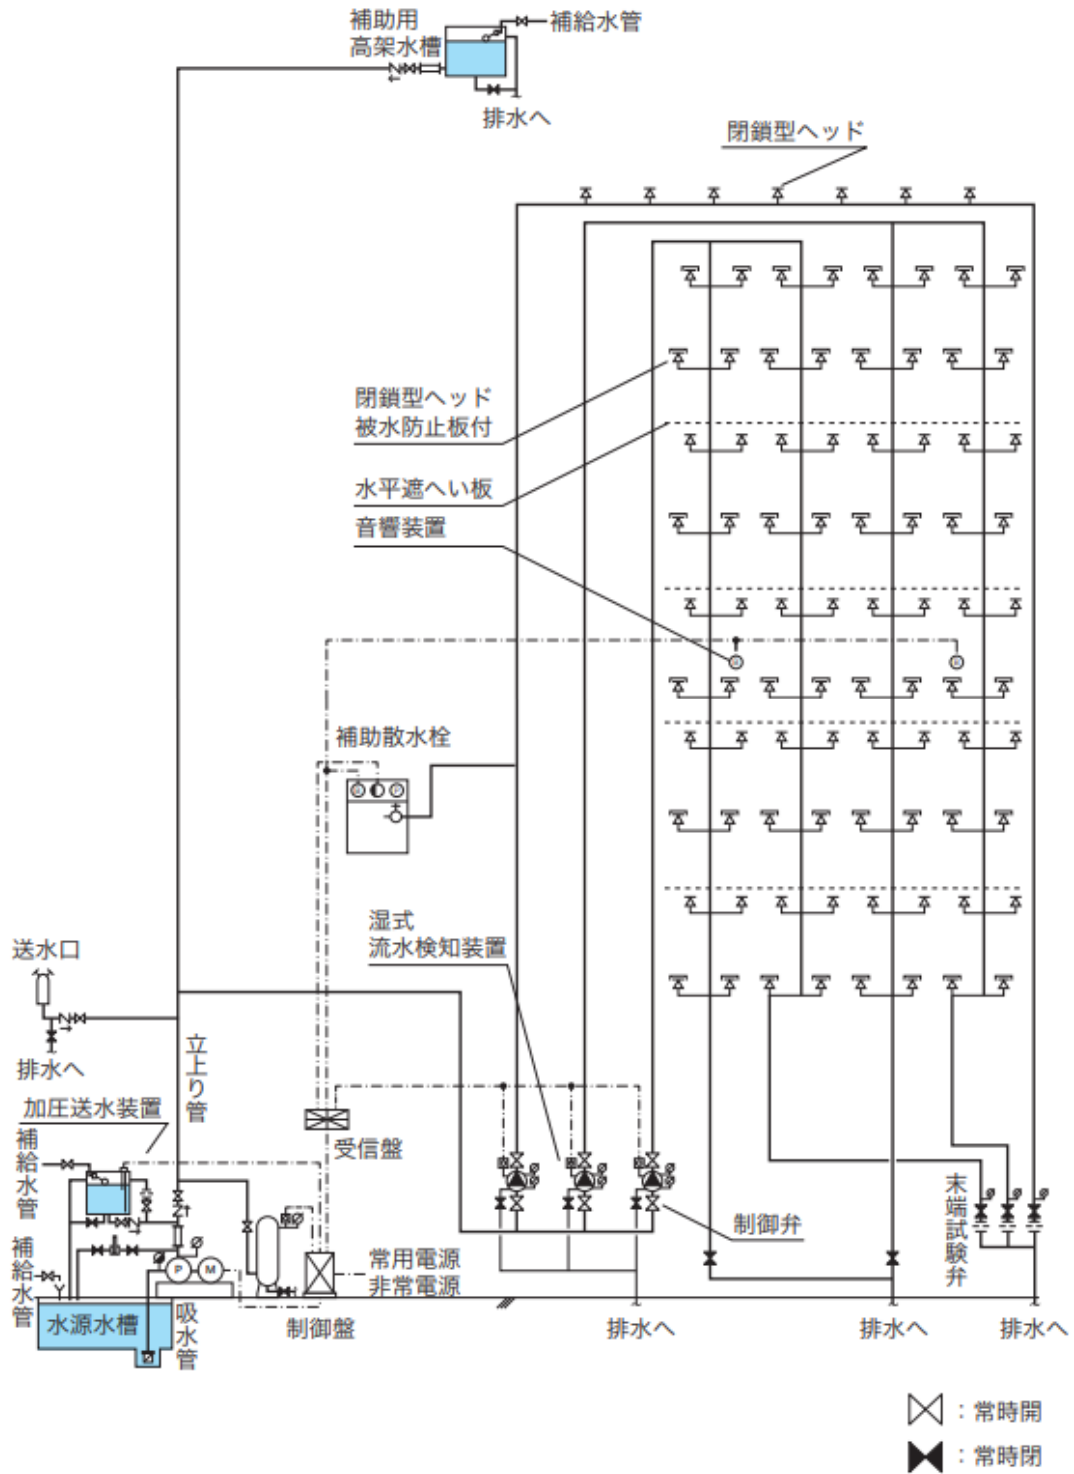 補助用
高架水槽
補給水管
排水へ
閉鎖型ヘッド
閉鎖型ヘッド
被水防止板付
水平遮へい板
音響装置
補助散水栓
P
湿式
流水検知装置
送水口
排水へ
立上り管
加圧送水装置
補給水管
受信盤
制御弁
末端試験弁
補給水管
P
M
常用電源
非常電源
水源水槽
吸水管
制御盤
排水へ
排水へ
排水へ
：常時開
：常時閉